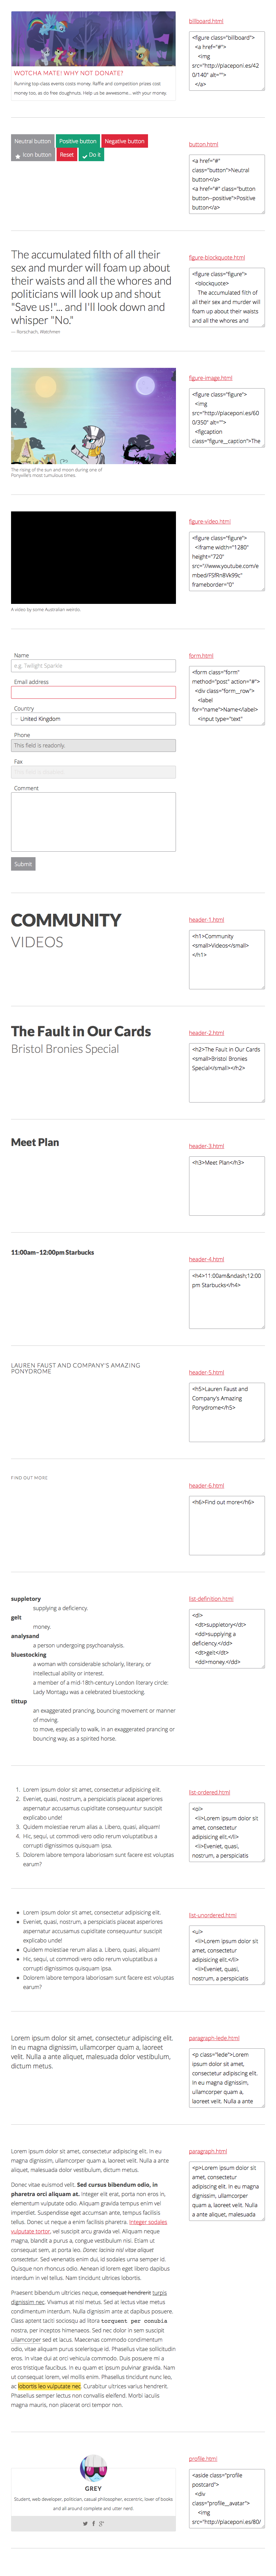 WOTCHA MATE! WHY NOT DONATE?
Running top-class events costs money. Raffle and competition prices cost
money too, as do free stoughnuts. Help us be awwesome... with your money.
billboard.html
<figure class="billboard">
<a href="#">
<img
src="http://placeponi.es/42
0/140" alt="">
</a>
Neutral button
Positive button
Negative button
Icon button
Reset
Do it
button.html
<a href="#"
class="button">Neutral
button</a>
<a href="#" class="button
button--positive">Positive
button</a>
The accumulated filth of all their
sex and murder will foam up about
their waists and all the whores and
politicians will look up and shout
"Save us!"... and I'll look down and
whisper "No."
— Rorschach, Watchmen
figure-blockquote.html
<figure class="figure">
<blockquote>
The accumulated filth of
all their sex and murder will
foam up about their waists
and all the whores and
The rising of the sun and moon during one of
Ponyville's most tumulous times.
figure-image.html
<figure class="figure">
<img
src="http://placeponi.es/60
0/350" alt="">
<figcaption
class="figure__caption">The
A video by some Australian weirdo.
figure-video.html
<figure class="figure">
<iframe width="1280"
height="720"
src="//www.youtube.com/e
frameborder="0"
Name
e.g. Twilight Sparkle
Email address
Country
United Kingdom
Phone
This field is readonly.
Fax
Comment
Submit
form.html
<form class="form"
method="post" action="#">
<div class="form__row">
<label
for="name">Name</label>
<input type="text"
COMMUNITY
VIDEOS
header-1.html
<h1>Community
<small>Videos</small>
</h1>
The Fault in Our Cards
Bristol Bronies Special
header-2.html
<h2>The Fault in Our Cards
<small>Bristol Bronies
Special</small></h2>
Meet Plan
header-3.html
<h3>Meet Plan</h3>
11:00am–12:00pm Starbucks
header-4.html
<h4>11:00am&ndash;12:00
pm Starbucks</h4>
LAUREN FAUST AND COMPANY'S AMAZING
PONYDROME
header-5.html
<h5>Lauren Faust and
Company's Amazing
Ponydrome</h5>
FIND OUT MORE
header-6.html
<h6>Find out more</h6>
suppletory
supplying a deficiency.
gelt
money.
analysand
a person undergoing psychoanalysis.
bluestocking
a woman with considerable scholarly, literary, or
intellectual ability or interest.
a member of a mid-18th-century London literary circle:
Lady Montagu was a celebrated bluestocking.
tittup
an exaggerated prancing, bouncing movement or manner
of moving.
to move, especially to walk, in an exaggerated prancing or
bouncing way, as a spirited horse.
list-definition.html
<dl>
<dt>suppletory</dt>
<dd>supplying a
deficiency.</dd>
<dt>gelt</dt>
<dd>money.</dd>
1. Lorem ipsum dolor sit amet, consectetur adipisicing elit.
2. Eveniet, quasi, nostrum, a perspiciatis placeat asperiores
aspernatur accusamus cupiditate consequuntur suscipit
explicabo unde!
3. Quidem molestiae rerum alias a. Libero, quasi, aliquam!
4. Hic, sequi, ut commodi vero odio rerum voluptatibus a
corrupti dignissimos quisquam ipsa.
5. Dolorem labore tempora laboriosam sunt facere est voluptas
earum?
list-ordered.html
<ol>
<li>Lorem ipsum dolor sit
amet, consectetur
adipisicing elit.</li>
<li>Eveniet, quasi,
nostrum, a perspiciatis
• Lorem ipsum dolor sit amet, consectetur adipisicing elit.
• Eveniet, quasi, nostrum, a perspiciatis placeat asperiores
aspernatur accusamus cupiditate consequuntur suscipit
explicabo unde!
• Quidem molestiae rerum alias a. Libero, quasi, aliquam!
• Hic, sequi, ut commodi vero odio rerum voluptatibus a
corrupti dignissimos quisquam ipsa.
• Dolorem labore tempora laboriosam sunt facere est voluptas
earum?
list-unordered.html
<ul>
<li>Lorem ipsum dolor sit
amet, consectetur
adipisicing elit.</li>
<li>Eveniet, quasi,
nostrum, a perspiciatis
Lorem ipsum dolor sit amet, consectetur adipiscing elit.
In eu magna dignissim, ullamcorper quam a, laoreet
velit. Nulla a ante aliquet, malesuada dolor vestibulum,
dictum metus.
paragraph-lede.html
<p class="lede">Lorem
ipsum dolor sit amet,
consectetur adipiscing elit.
In eu magna dignissim,
ullamcorper quam a,
laoreet velit. Nulla a ante
Lorem ipsum dolor sit amet, consectetur adipiscing elit. In eu
magna dignissim, ullamcorper quam a, laoreet velit. Nulla a ante
aliquet, malesuada dolor vestibulum, dictum metus.
Donec vitae euismod velit. Sed cursus bibendum odio, in
pharetra orci aliquam at. Integer elit erat, porta non eros in,
elementum vulputate odio. Aliquam gravida tempus enim vel
imperdiet. Suspendisse eget accumsan ante, tempus facilisis
tellus. Donec ut neque a enim facilisis pharetra. Integer sodales
vulputate tortor, vel suscipit arcu gravida vel. Aliquam neque
magna, blandit a purus a, congue vestibulum nisi. Etiam ut
consequat sem, at porta leo. Donec lacinia nisl vitae aliquet
consectetur. Sed venenatis enim dui, id sodales urna semper id.
Quisque non rhoncus odio. Aenean id lorem eget libero dapibus
interdum in vel tellus. Nam tincidunt ultrices lobortis.
Praesent bibendum ultricies neque, consequat hendrerit turpis
dignissim nec. Vivamus at nisl metus. Sed at lectus vitae metus
condimentum interdum. Nulla dignissim ante at dapibus posuere.
Class aptent taciti sociosqu ad litora torquent per conubia
nostra, per inceptos himenaeos. Sed nec dolor in sem suscipit
ullamcorper sed et lacus. Maecenas commodo condimentum
odio, vitae aliquam purus scelerisque id. Phasellus vitae sollicitudin
eros. In vitae dui at orci vehicula commodo. Duis posuere mi a
eros tristique faucibus. In eu quam et ipsum pulvinar gravida. Nam
ut consequat lorem, vel mollis enim. Phasellus tincidunt nunc leo,
ac lobortis leo vulputate nec. Curabitur ultrices varius hendrerit.
Phasellus semper lectus non convallis eleifend. Morbi iaculis
magna mauris, non placerat orci tempor non.
paragraph.html
<p>Lorem ipsum dolor sit
amet, consectetur
adipiscing elit. In eu magna
dignissim, ullamcorper
quam a, laoreet velit. Nulla
a ante aliquet, malesuada
GREY
Student, web developer, politician, casual philosopher, eccentric, lover of books
and all around complete and utter nerd.
profile.html
<aside class="profile
postcard">
<div
class="profile__avatar">
<img
src="http://placeponi.es/80/